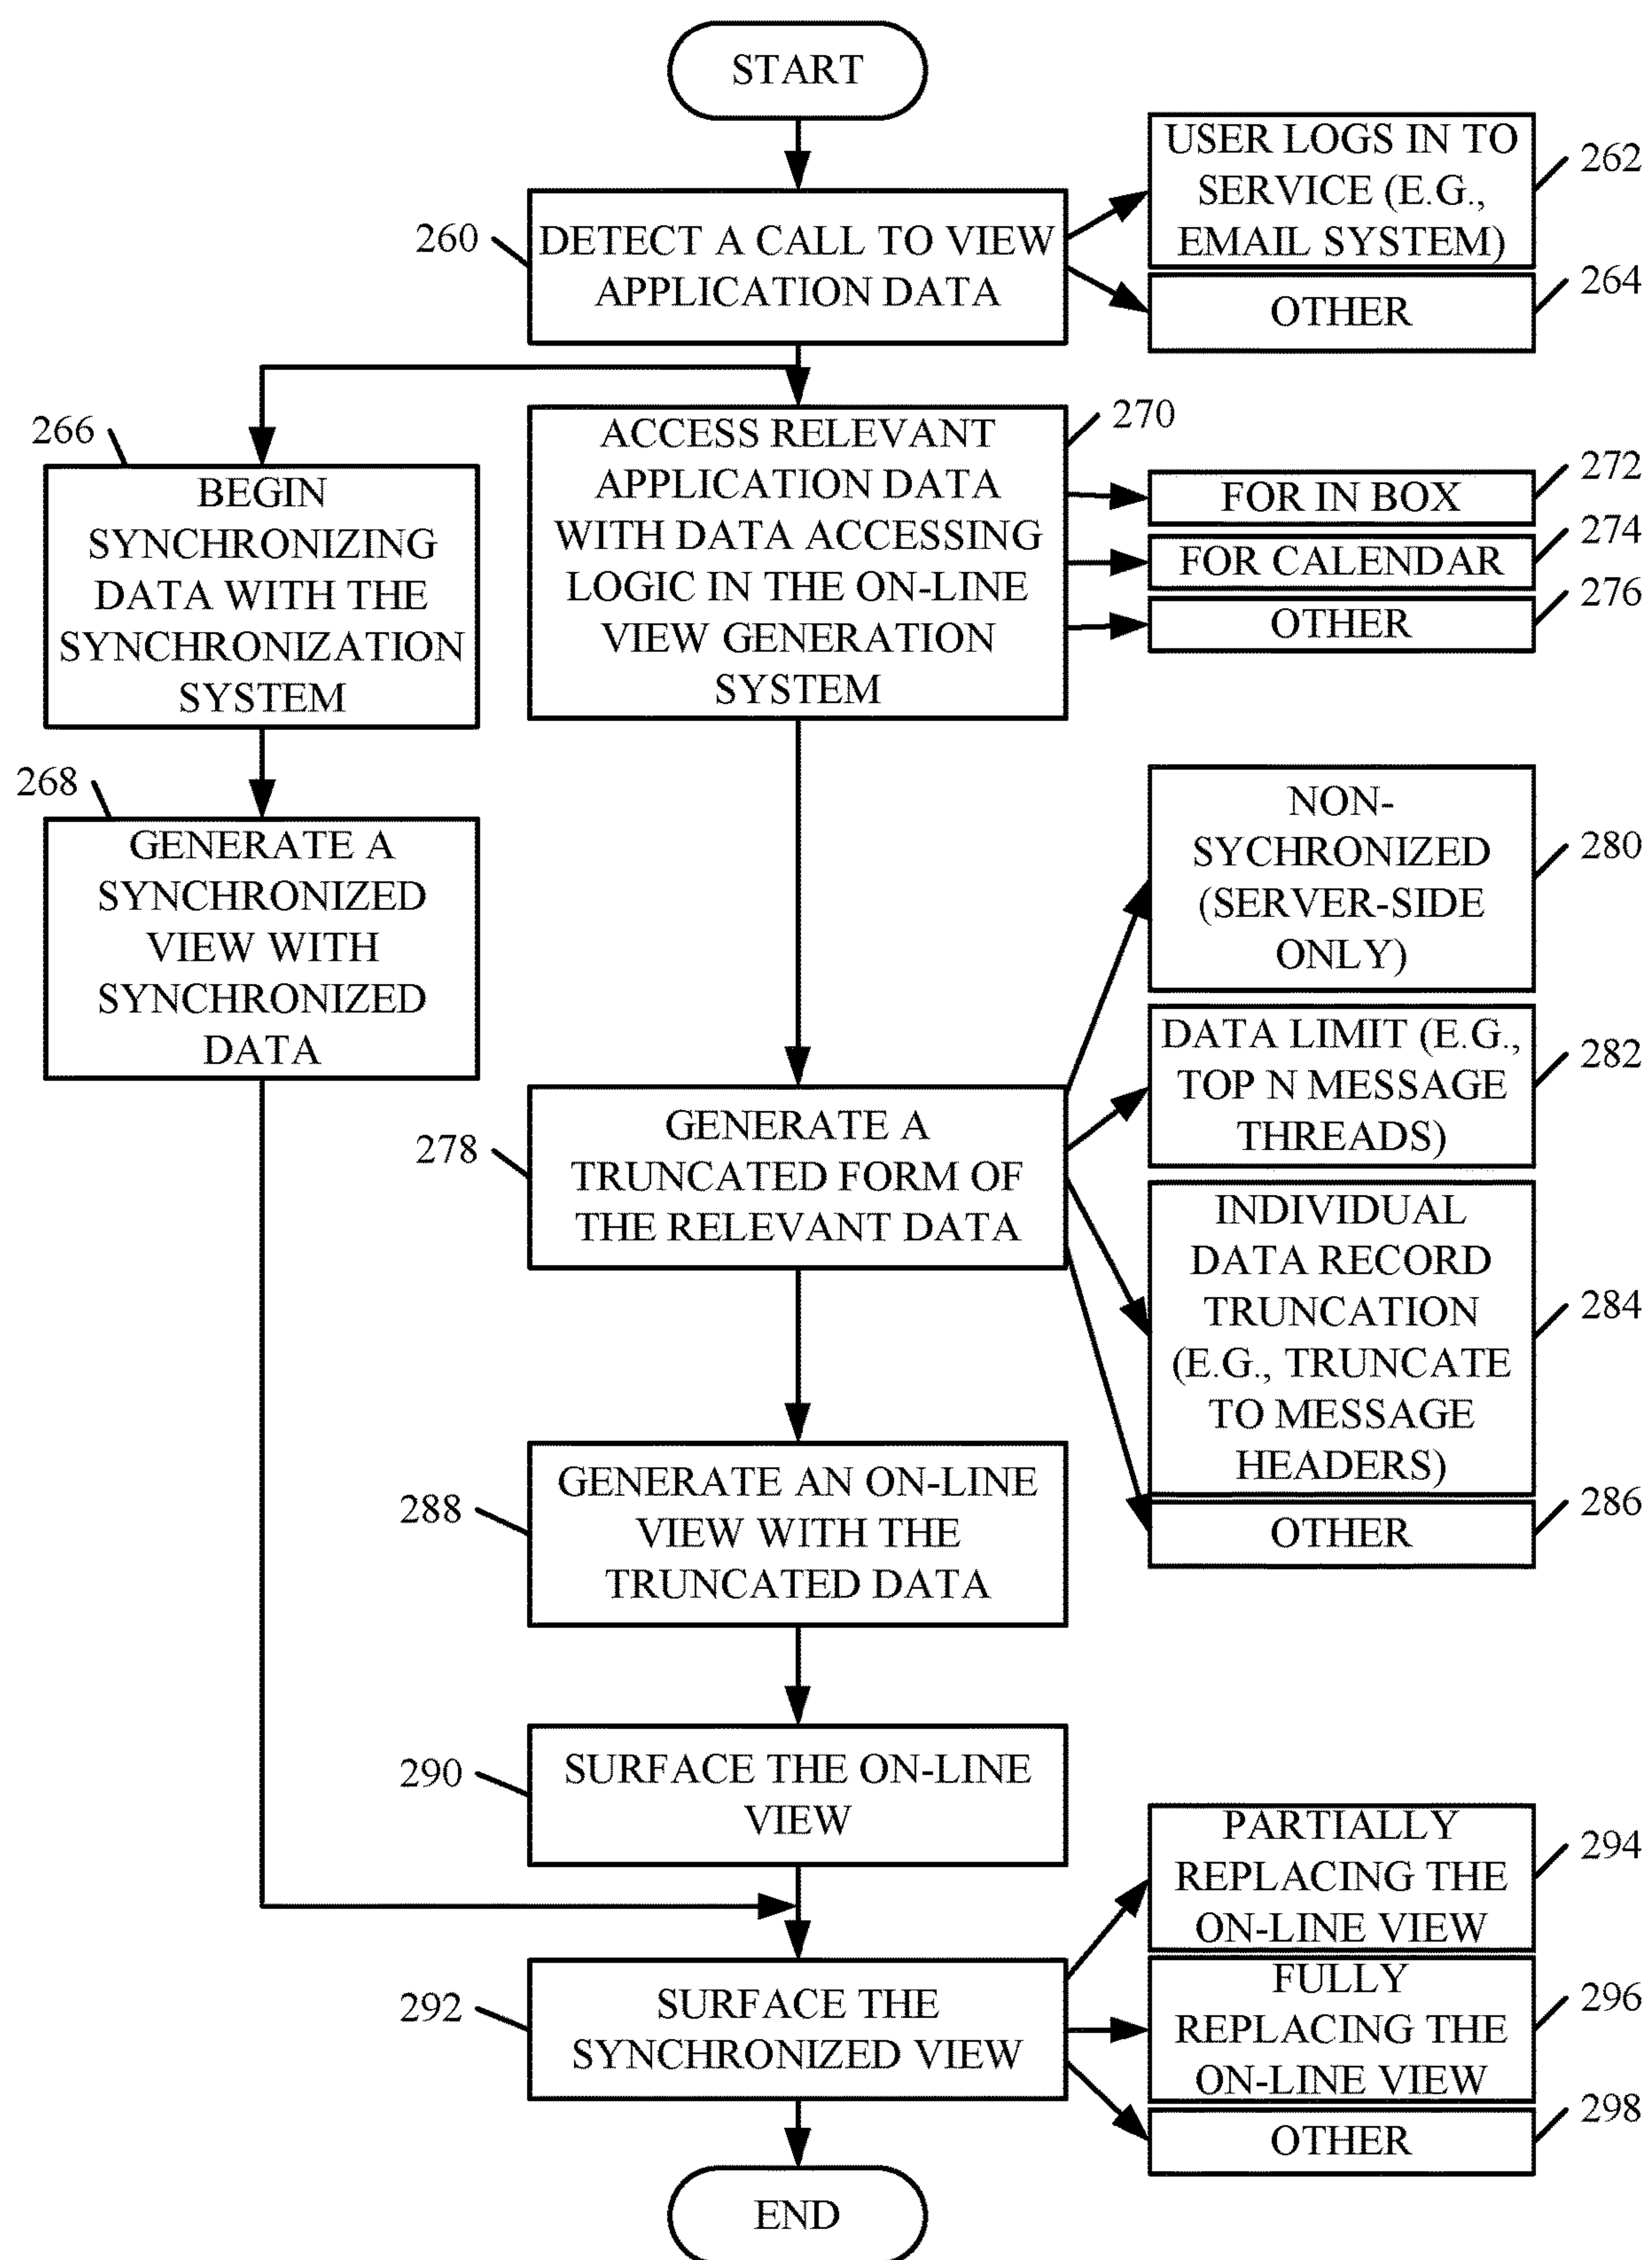 START
260
DETECT A CALL TO VIEW
APPLICATION DATA
USER LOGS IN TO
SERVICE (E.G.,
EMAIL SYSTEM)
262
OTHER
264
266
BEGIN
SYNCHRONIZING
DATA WITH THE
SYNCHRONIZATION
SYSTEM
270
ACCESS RELEVANT
APPLICATION DATA
WITH DATA ACCESSING
LOGIC IN THE ON-LINE
VIEW GENERATION
SYSTEM
FOR IN BOX
272
FOR CALENDAR
274
OTHER
276
268
GENERATE A
SYNCHRONIZED
VIEW WITH
SYNCHRONIZED
DATA
278
GENERATE A
TRUNCATED FORM OF
THE RELEVANT DATA
NON-
SYCHRONIZED
(SERVER-SIDE
ONLY)
280
DATA LIMIT (E.G.,
TOP N MESSAGE
THREADS)
282
INDIVIDUAL
DATA RECORD
TRUNCATION
(E.G., TRUNCATE
TO MESSAGE
HEADERS)
284
OTHER
286
288
GENERATE AN ON-LINE
VIEW WITH THE
TRUNCATED DATA
290
SURFACE THE ON-LINE
VIEW
292
SURFACE THE
SYNCHRONIZED VIEW
PARTIALLY
REPLACING THE
ON-LINE VIEW
294
FULLY
REPLACING THE
ON-LINE VIEW
296
OTHER
298
END